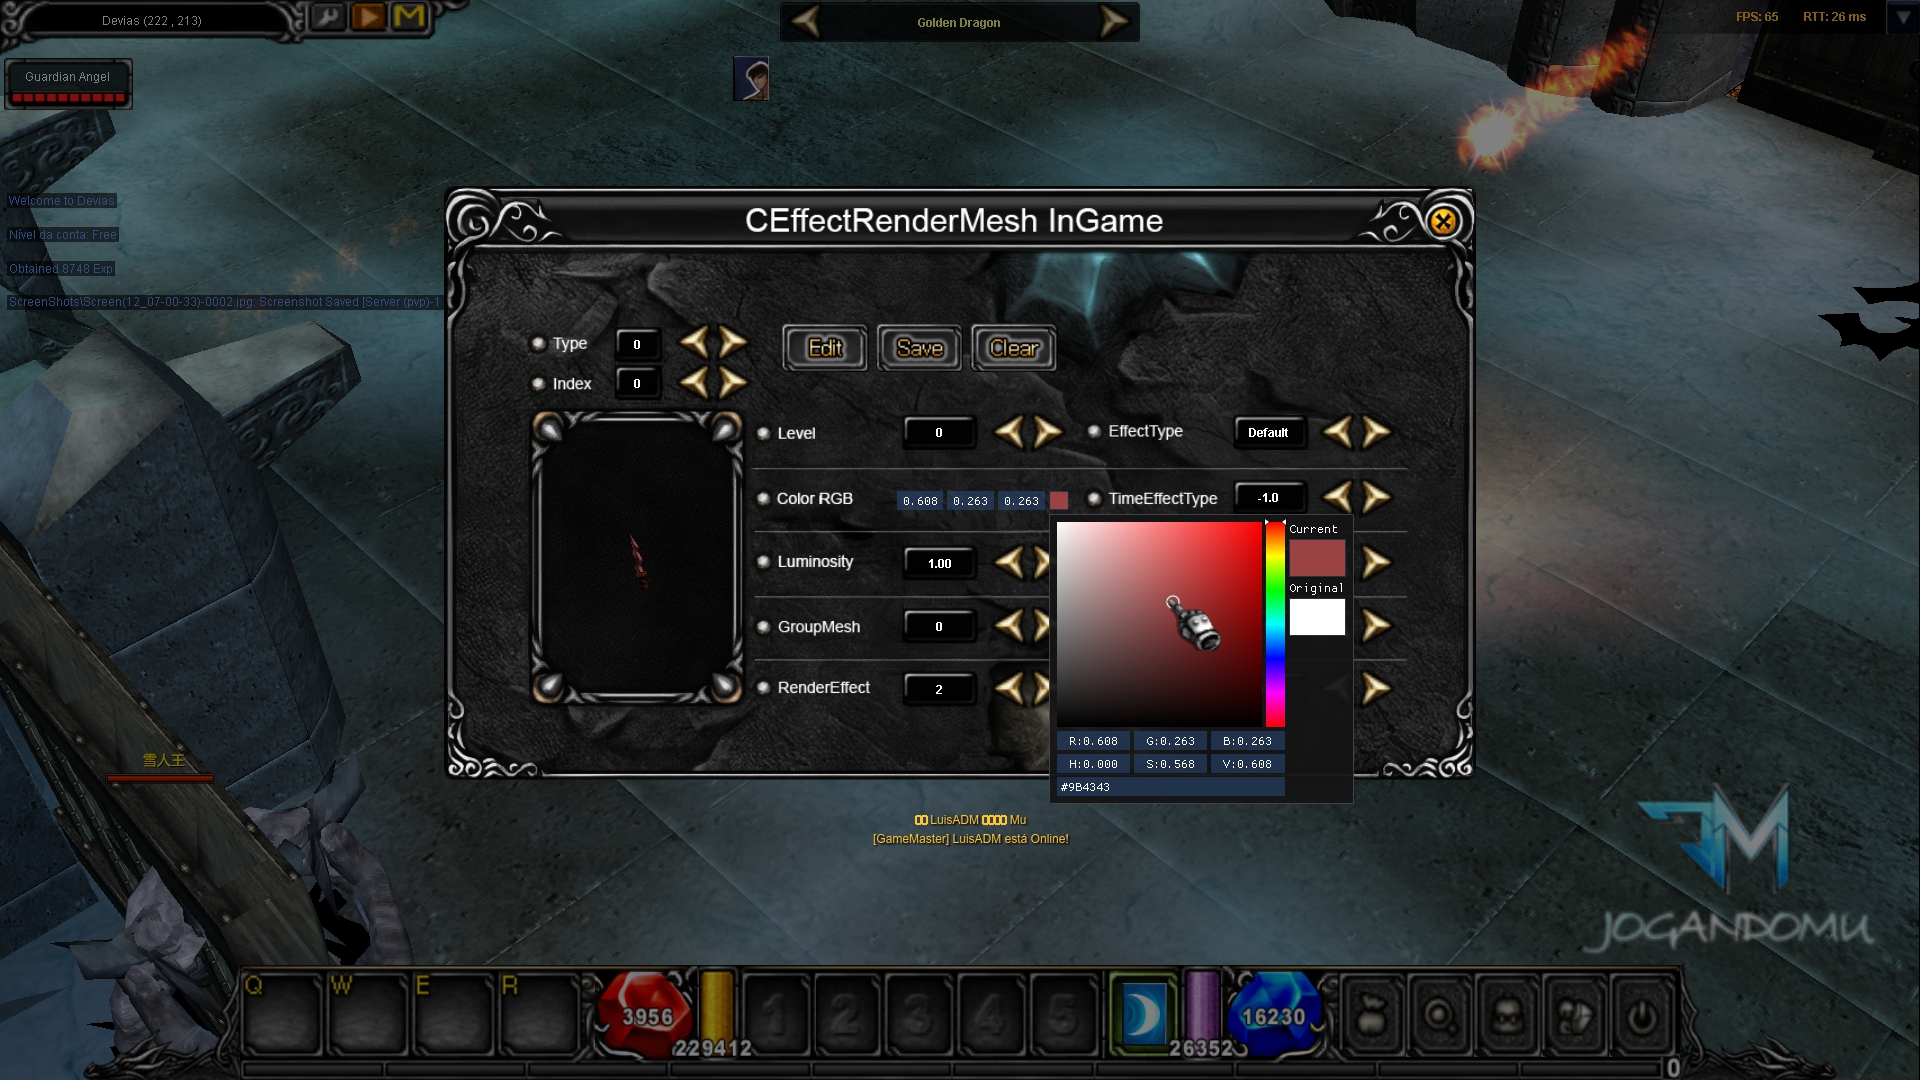 Devias (222 , 213)
Golden Dragon
FPS: 65 RTT: 26 ms
Guardian Angel
Welcome to Devias
Nível da conta: Free
Obtained 8748 Exp
ScreenShots\Screen(12_07-00-33)-0002.jpg: Screenshot Saved [Server (pvp)-1
CEffectRenderMesh InGame
Type 0
Edit Save Clear
Index 0
Level 0
EffectType Default
Color RGB 0.608 0.263 0.263
TimeEffectType -1.0
Current
Luminosity 1.00
Original
GroupMesh 0
RenderEffect 2
R:0.608 G:0.263 B:0.263
H:0.000 S:0.568 V:0.608
#9B4343
雪人王
LuisADM Mu
[GameMaster] LuisADM está Online!
JM
JOGANDOMU
Q W E R
3956
229412
1 2 3 4 5
16230
26352
0